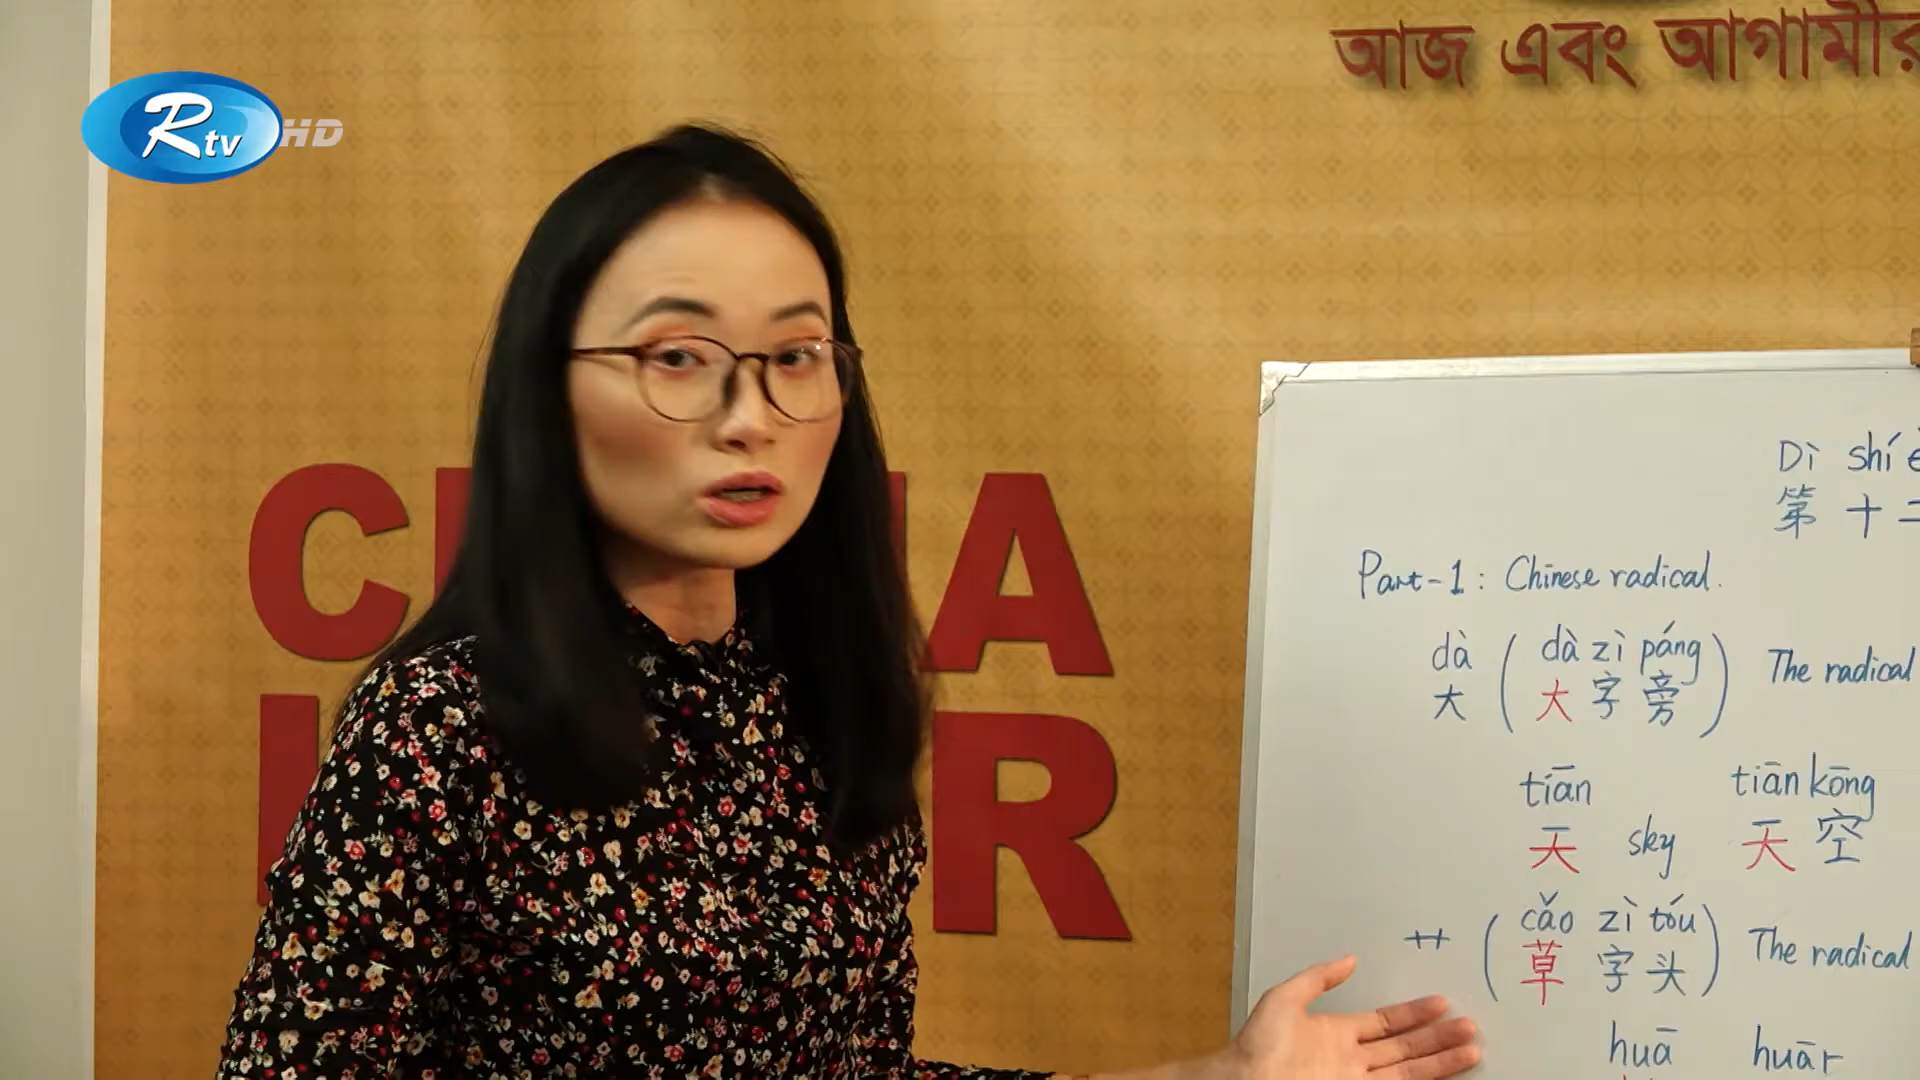 Rtv HD
আজ এবং আগামীর
Dì shí
第 十 二
Part-1: Chinese radical.
dà ( dà zì páng ) The radical
大 ( 大 字 旁 )
tiān tiān kōng
天 sky 天 空
艹 ( cǎo zì tóu ) The radical
草 字 头
huā huār